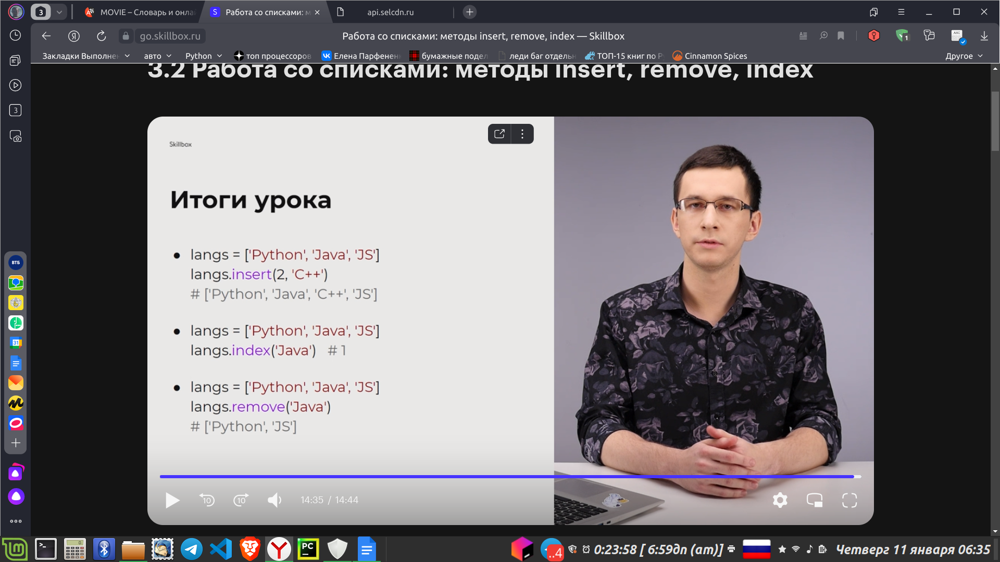 3
MOVIE – Словарь и онла
S
Работа со списками: м
api.selcdn.ru
go.skillbox.ru
Работа со списками: методы insert, remove, index — Skillbox
1
ABC
Закладки Выполнен
авто
Python
топ процессоров
Елена Парфенен
бумажные подел
леди баг отдельн
ТОП-15 книг по P
Cinnamon Spices
Другое
3
3.2 Работа со списками: методы insert, remove, index
Skillbox
Итоги урока
langs = ['Python', 'Java', 'JS']
langs.insert(2, 'C++')
# ['Python', 'Java', 'C++', 'JS']
langs = ['Python', 'Java', 'JS']
langs.index('Java') # 1
langs = ['Python', 'Java', 'JS']
langs.remove('Java')
# ['Python', 'JS']
10
10
14:35 / 14:44
ВТБ
31
PC
..4
0:23:58 [ 6:59дп (am)]
Четверг 11 января 06:35